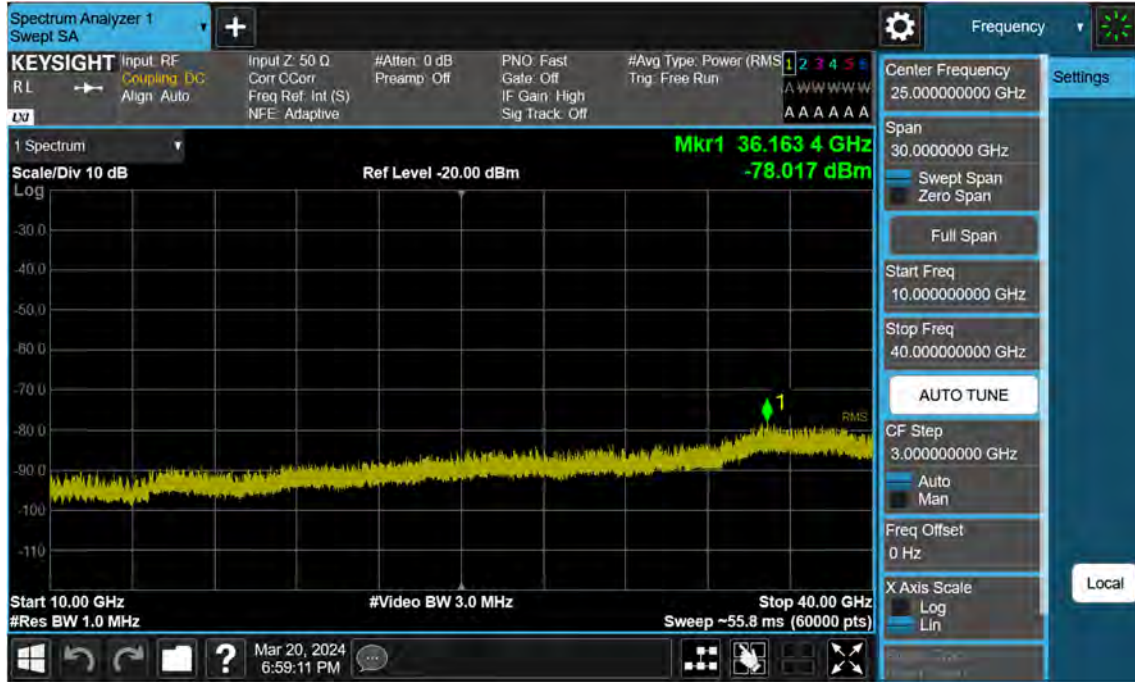 Spectrum Analyzer 1
Swept SA
Frequency
KEYSIGHT
Input: RF
Coupling: DC
Align: Auto
Input Z: 50 Ω
Corr CCorr
Freq Ref: Int (S)
NFE: Adaptive
#Atten: 0 dB
Preamp: Off
PNO: Fast
Gate: Off
IF Gain: High
Sig Track: Off
#Avg Type: Power (RMS
Trig: Free Run
1 2 3 4 5 6
A W W W W W
A A A A A A
R L
LXI
1 Spectrum
Mkr1 36.163 4 GHz
-78.017 dBm
Scale/Div 10 dB
Ref Level -20.00 dBm
Log
-30.0
-40.0
-50.0
-60.0
-70.0
-80.0
-90.0
-100
-110
1
RMS
Start 10.00 GHz
#Video BW 3.0 MHz
Stop 40.00 GHz
#Res BW 1.0 MHz
Sweep ~55.8 ms (60000 pts)
Center Frequency
25.000000000 GHz
Settings
Span
30.0000000 GHz
Swept Span
Zero Span
Full Span
Start Freq
10.000000000 GHz
Stop Freq
40.000000000 GHz
AUTO TUNE
CF Step
3.000000000 GHz
Auto
Man
Freq Offset
0 Hz
X Axis Scale
Log
Lin
Local
?
Mar 20, 2024
6:59:11 PM